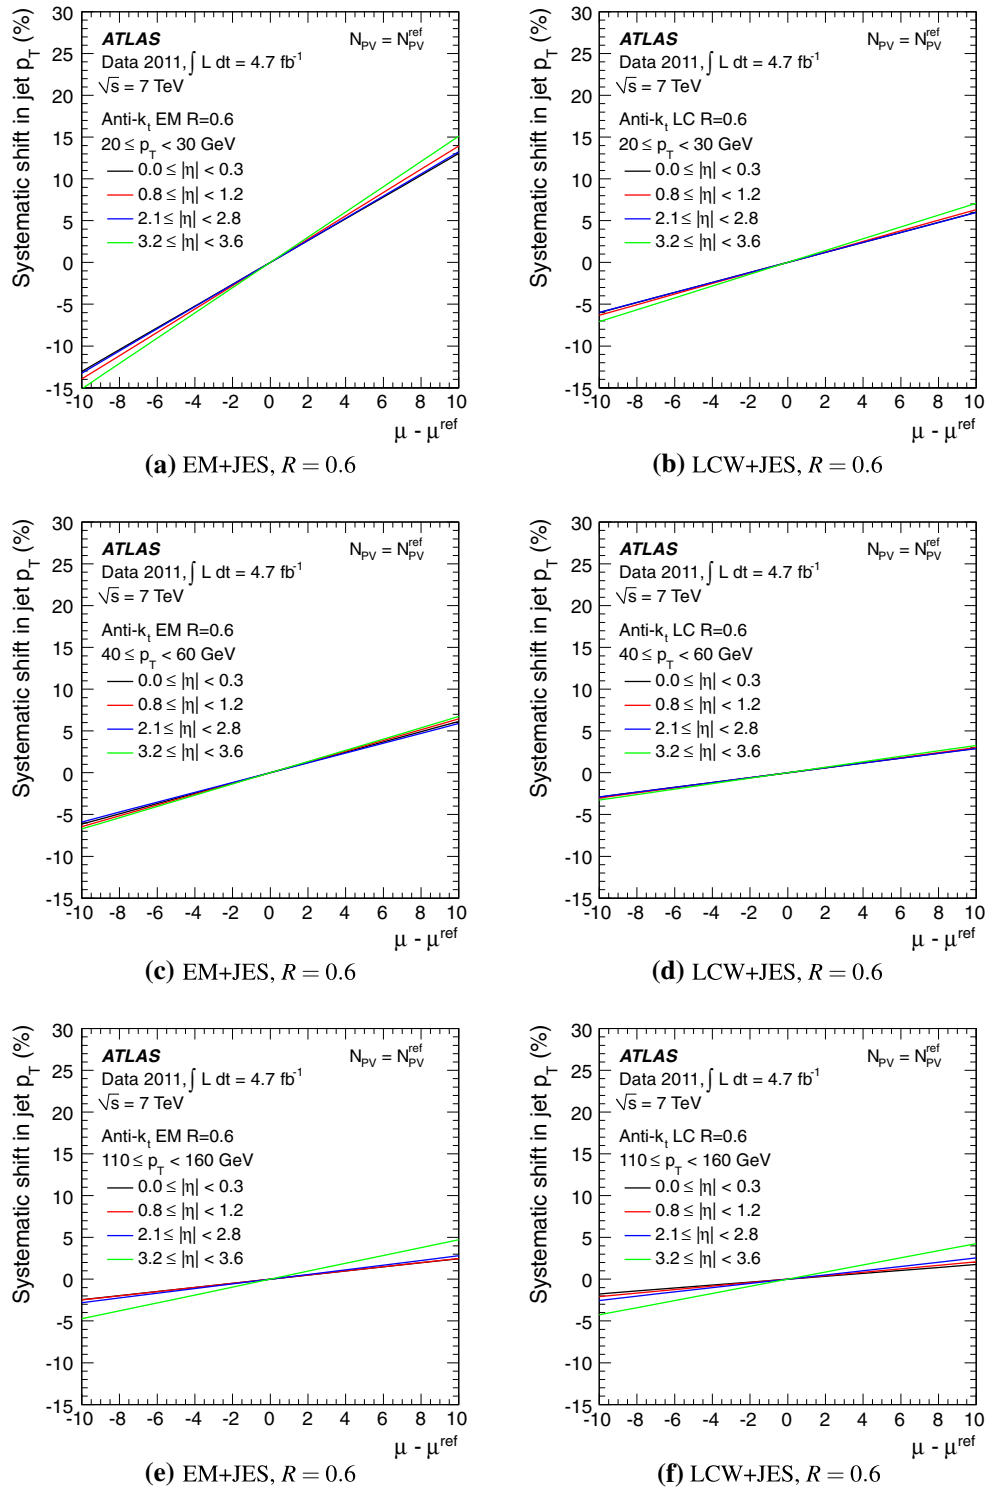 Systematic shift in jet p_T (%)
30
25
20
15
10
5
0
-5
-10
-15
ATLAS
N_PV = N_PV^ref
Data 2011, ∫ L dt = 4.7 fb^-1
√s = 7 TeV
Anti-k_t EM R=0.6
20 ≤ p_T < 30 GeV
0.0 ≤ |η| < 0.3
0.8 ≤ |η| < 1.2
2.1 ≤ |η| < 2.8
3.2 ≤ |η| < 3.6
-10 -8 -6 -4 -2 0 2 4 6 8 10
μ - μ^ref
(a) EM+JES, R = 0.6
Systematic shift in jet p_T (%)
30
25
20
15
10
5
0
-5
-10
-15
ATLAS
N_PV = N_PV^ref
Data 2011, ∫ L dt = 4.7 fb^-1
√s = 7 TeV
Anti-k_t LC R=0.6
20 ≤ p_T < 30 GeV
0.0 ≤ |η| < 0.3
0.8 ≤ |η| < 1.2
2.1 ≤ |η| < 2.8
3.2 ≤ |η| < 3.6
-10 -8 -6 -4 -2 0 2 4 6 8 10
μ - μ^ref
(b) LCW+JES, R = 0.6
Systematic shift in jet p_T (%)
30
25
20
15
10
5
0
-5
-10
-15
ATLAS
N_PV = N_PV^ref
Data 2011, ∫ L dt = 4.7 fb^-1
√s = 7 TeV
Anti-k_t EM R=0.6
40 ≤ p_T < 60 GeV
0.0 ≤ |η| < 0.3
0.8 ≤ |η| < 1.2
2.1 ≤ |η| < 2.8
3.2 ≤ |η| < 3.6
-10 -8 -6 -4 -2 0 2 4 6 8 10
μ - μ^ref
(c) EM+JES, R = 0.6
Systematic shift in jet p_T (%)
30
25
20
15
10
5
0
-5
-10
-15
ATLAS
N_PV = N_PV^ref
Data 2011, ∫ L dt = 4.7 fb^-1
√s = 7 TeV
Anti-k_t LC R=0.6
40 ≤ p_T < 60 GeV
0.0 ≤ |η| < 0.3
0.8 ≤ |η| < 1.2
2.1 ≤ |η| < 2.8
3.2 ≤ |η| < 3.6
-10 -8 -6 -4 -2 0 2 4 6 8 10
μ - μ^ref
(d) LCW+JES, R = 0.6
Systematic shift in jet p_T (%)
30
25
20
15
10
5
0
-5
-10
-15
ATLAS
N_PV = N_PV^ref
Data 2011, ∫ L dt = 4.7 fb^-1
√s = 7 TeV
Anti-k_t EM R=0.6
110 ≤ p_T < 160 GeV
0.0 ≤ |η| < 0.3
0.8 ≤ |η| < 1.2
2.1 ≤ |η| < 2.8
3.2 ≤ |η| < 3.6
-10 -8 -6 -4 -2 0 2 4 6 8 10
μ - μ^ref
(e) EM+JES, R = 0.6
Systematic shift in jet p_T (%)
30
25
20
15
10
5
0
-5
-10
-15
ATLAS
N_PV = N_PV^ref
Data 2011, ∫ L dt = 4.7 fb^-1
√s = 7 TeV
Anti-k_t LC R=0.6
110 ≤ p_T < 160 GeV
0.0 ≤ |η| < 0.3
0.8 ≤ |η| < 1.2
2.1 ≤ |η| < 2.8
3.2 ≤ |η| < 3.6
-10 -8 -6 -4 -2 0 2 4 6 8 10
μ - μ^ref
(f) LCW+JES, R = 0.6